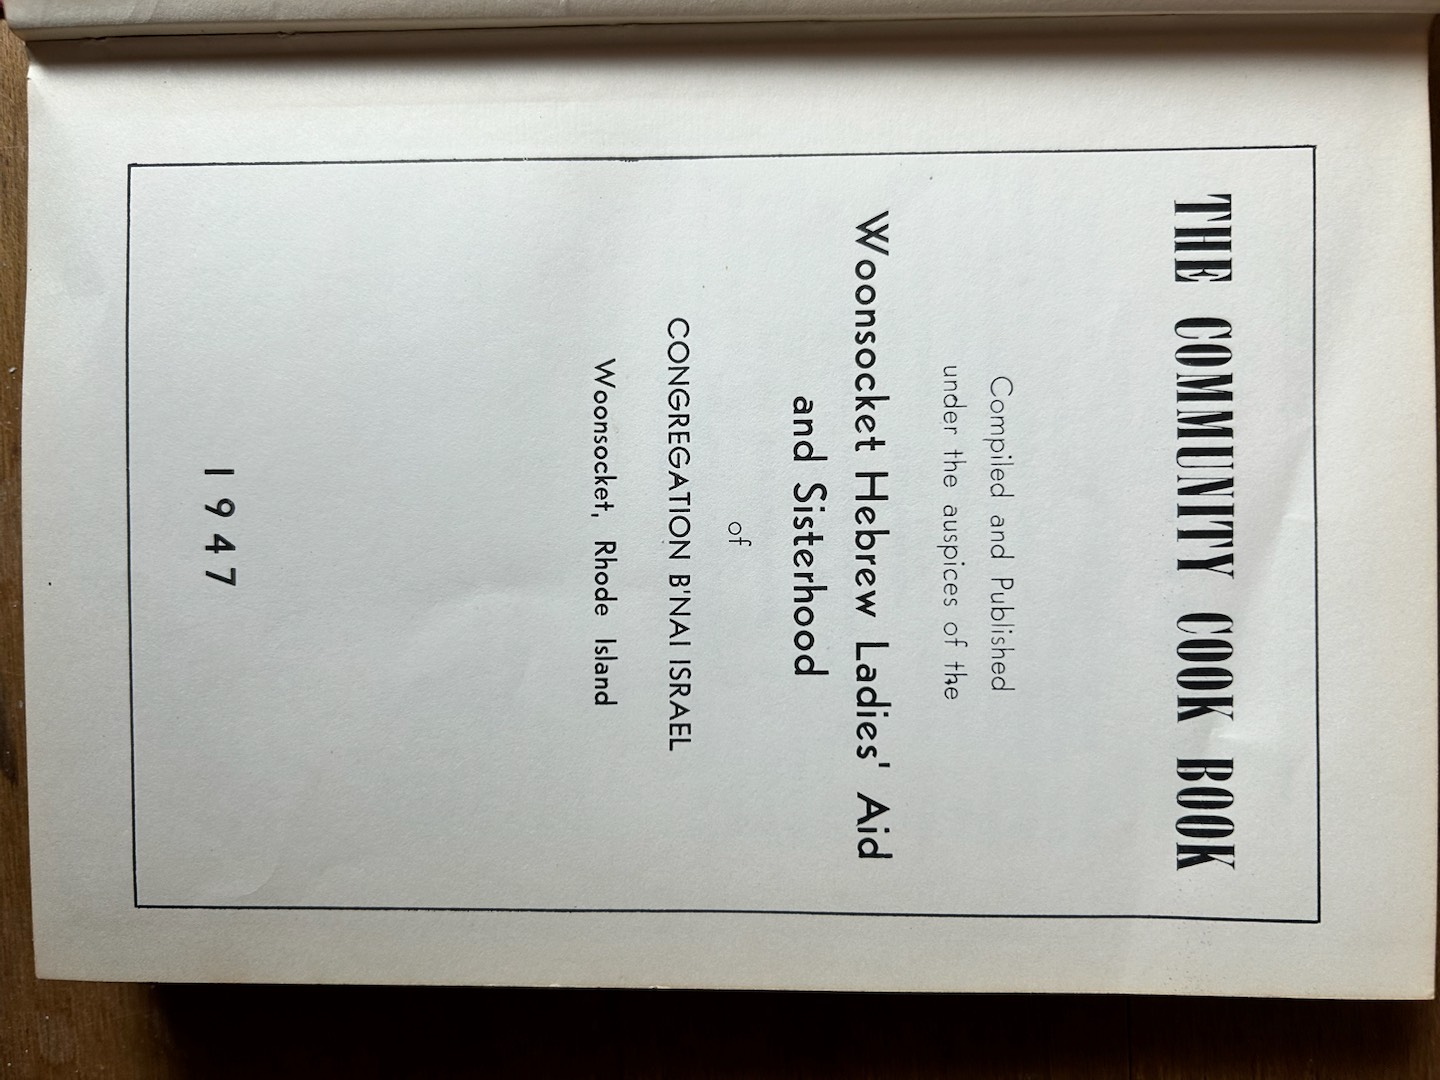 THE COMMUNITY COOK BOOK
Compiled and Published
under the auspices of the
Woonsocket Hebrew Ladies' Aid
and Sisterhood
of
CONGREGATION B'NAI ISRAEL
Woonsocket, Rhode Island
1947